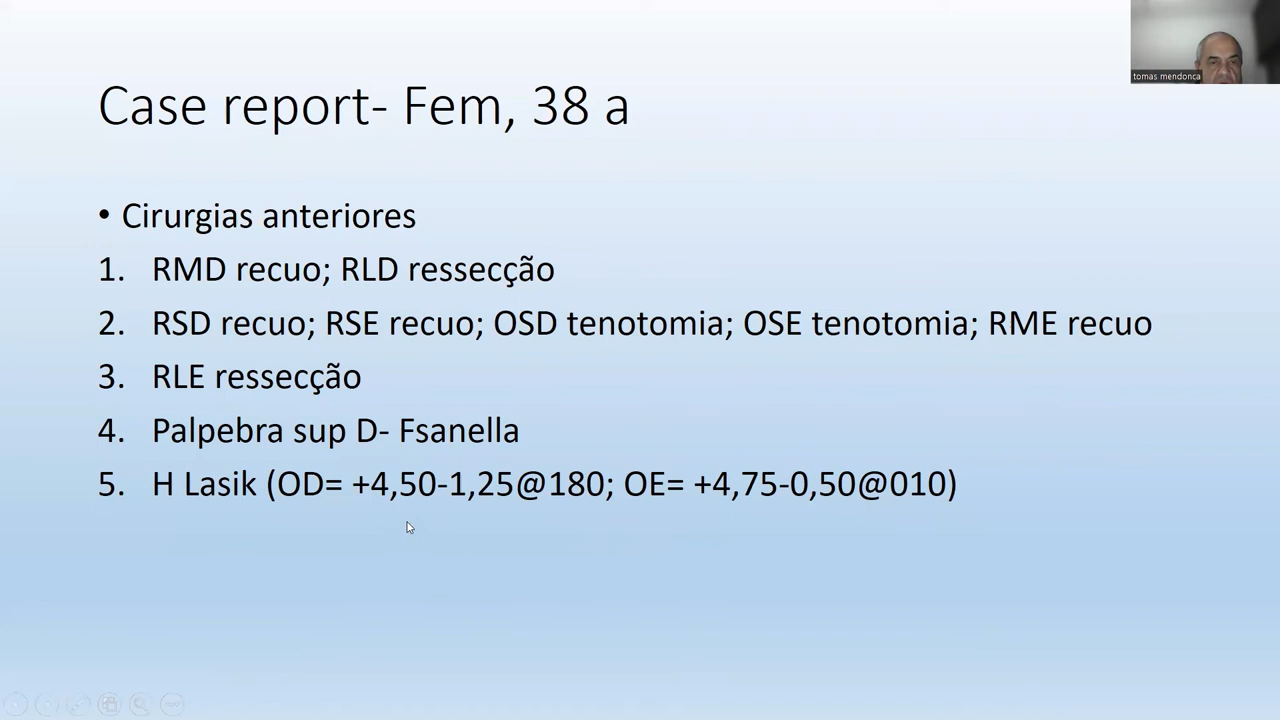 tomas mendonca
Case report- Fem, 38 a
• Cirurgias anteriores
1. RMD recuo; RLD ressecção
2. RSD recuo; RSE recuo; OSD tenotomia; OSE tenotomia; RME recuo
3. RLE ressecção
4. Palpebra sup D- Fsanella
5. H Lasik (OD= +4,50-1,25@180; OE= +4,75-0,50@010)